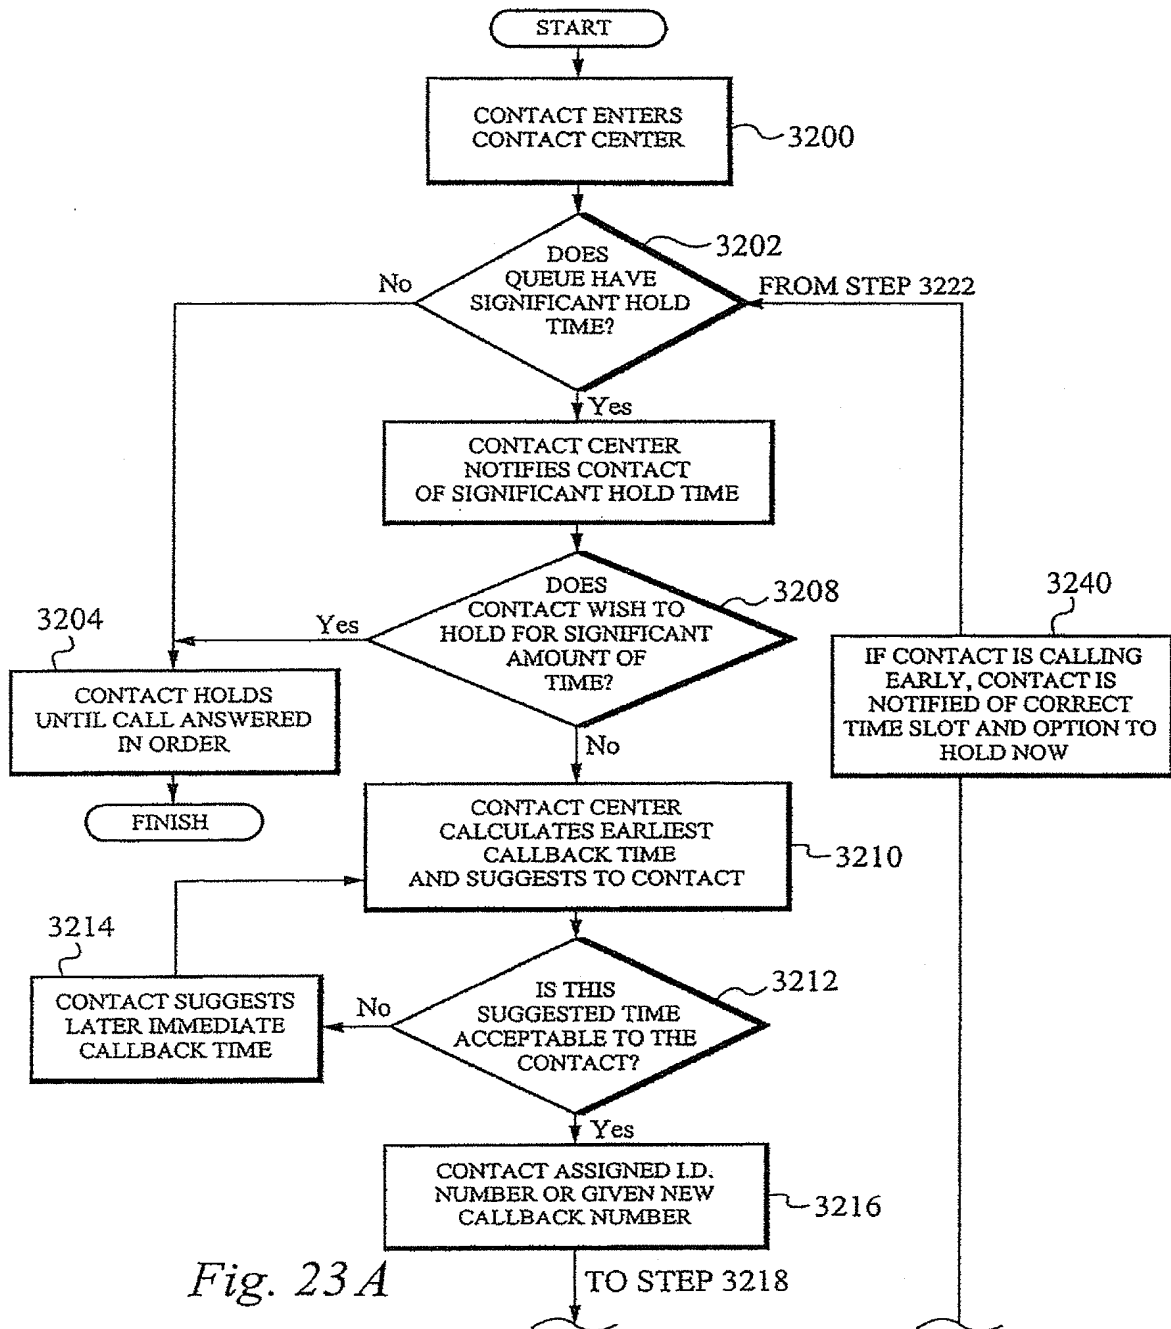 START
CONTACT ENTERS
CONTACT CENTER
3200
3202
DOES
QUEUE HAVE
SIGNIFICANT HOLD
TIME?
No
FROM STEP 3222
Yes
CONTACT CENTER
NOTIFIES CONTACT
OF SIGNIFICANT HOLD TIME
3208
DOES
CONTACT WISH TO
HOLD FOR SIGNIFICANT
AMOUNT OF
TIME?
Yes
3204
CONTACT HOLDS
UNTIL CALL ANSWERED
IN ORDER
FINISH
3240
IF CONTACT IS CALLING
EARLY, CONTACT IS
NOTIFIED OF CORRECT
TIME SLOT AND OPTION TO
HOLD NOW
No
CONTACT CENTER
CALCULATES EARLIEST
CALLBACK TIME
AND SUGGESTS TO CONTACT
3210
3214
CONTACT SUGGESTS
LATER IMMEDIATE
CALLBACK TIME
No
3212
IS THIS
SUGGESTED TIME
ACCEPTABLE TO THE
CONTACT?
Yes
CONTACT ASSIGNED I.D.
NUMBER OR GIVEN NEW
CALLBACK NUMBER
3216
TO STEP 3218
Fig. 23A